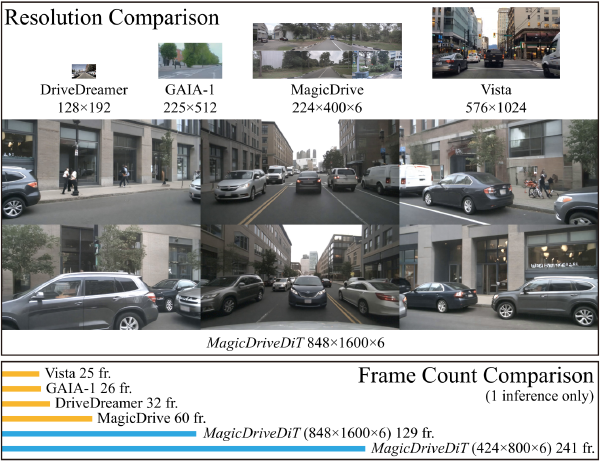 Resolution Comparison
DriveDreamer
128×192
GAIA-1
225×512
MagicDrive
224×400×6
Vista
576×1024
MagicDriveDiT 848×1600×6
Frame Count Comparison
(1 inference only)
Vista 25 fr.
GAIA-1 26 fr.
DriveDreamer 32 fr.
MagicDrive 60 fr.
MagicDriveDiT (848×1600×6) 129 fr.
MagicDriveDiT (424×800×6) 241 fr.